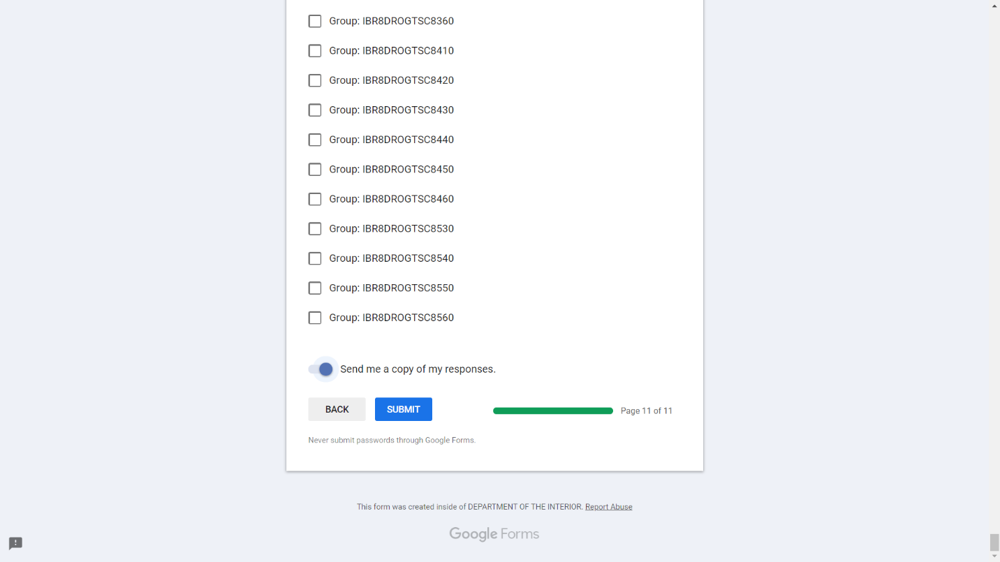 Group: IBR8DROGTSC8360
Group: IBR8DROGTSC8410
Group: IBR8DROGTSC8420
Group: IBR8DROGTSC8430
Group: IBR8DROGTSC8440
Group: IBR8DROGTSC8450
Group: IBR8DROGTSC8460
Group: IBR8DROGTSC8530
Group: IBR8DROGTSC8540
Group: IBR8DROGTSC8550
Group: IBR8DROGTSC8560
Send me a copy of my responses.
BACK SUBMIT Page 11 of 11
Never submit passwords through Google Forms.
This form was created inside of DEPARTMENT OF THE INTERIOR. Report Abuse
Google Forms